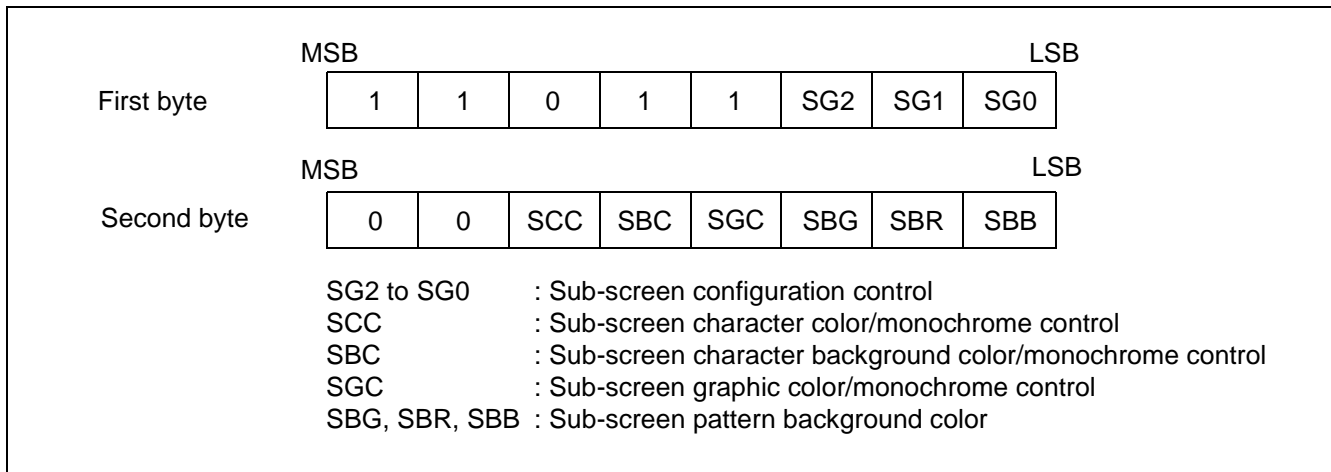 MSB LSB
First byte 1 1 0 1 1 SG2 SG1 SG0
MSB LSB
Second byte 0 0 SCC SBC SGC SBG SBR SBB
SG2 to SG0 : Sub-screen configuration control
SCC : Sub-screen character color/monochrome control
SBC : Sub-screen character background color/monochrome control
SGC : Sub-screen graphic color/monochrome control
SBG, SBR, SBB : Sub-screen pattern background color